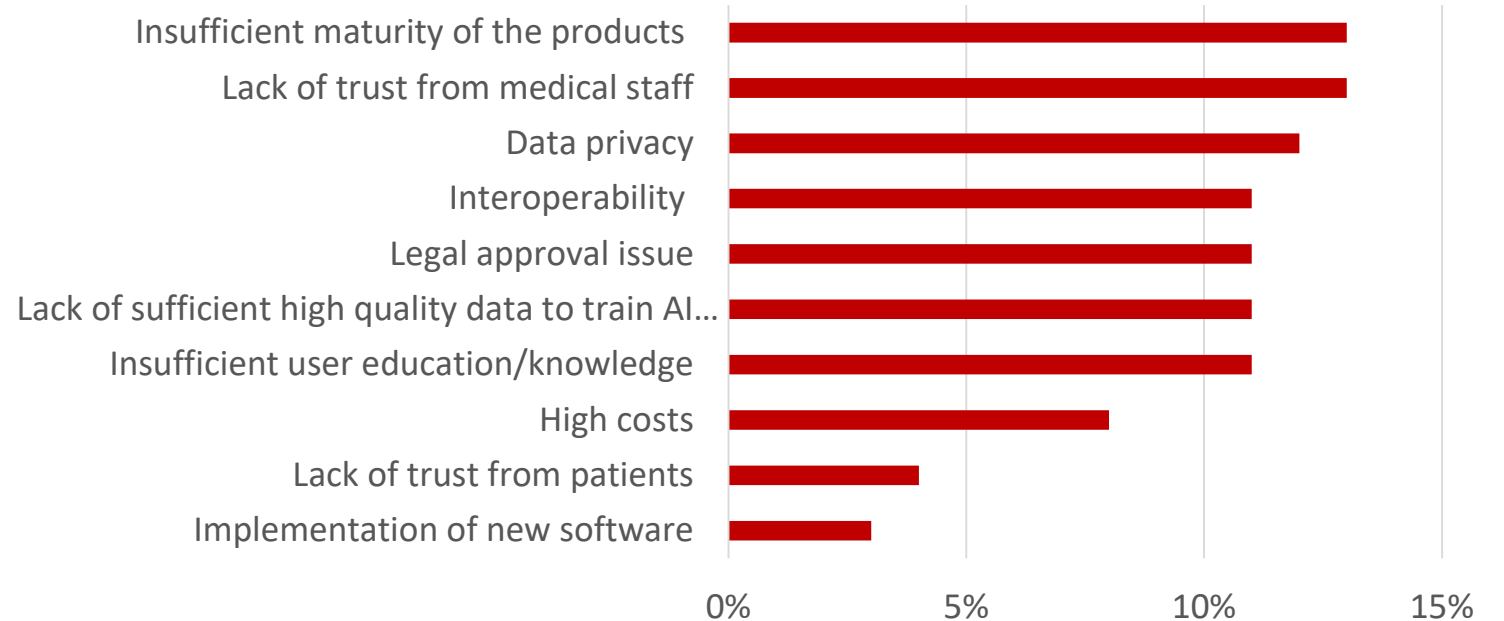 Insufficient maturity of the products
Lack of trust from medical staff
Data privacy
Interoperability
Legal approval issue
Lack of sufficient high quality data to train AI...
Insufficient user education/knowledge
High costs
Lack of trust from patients
Implementation of new software
0% 5% 10% 15%